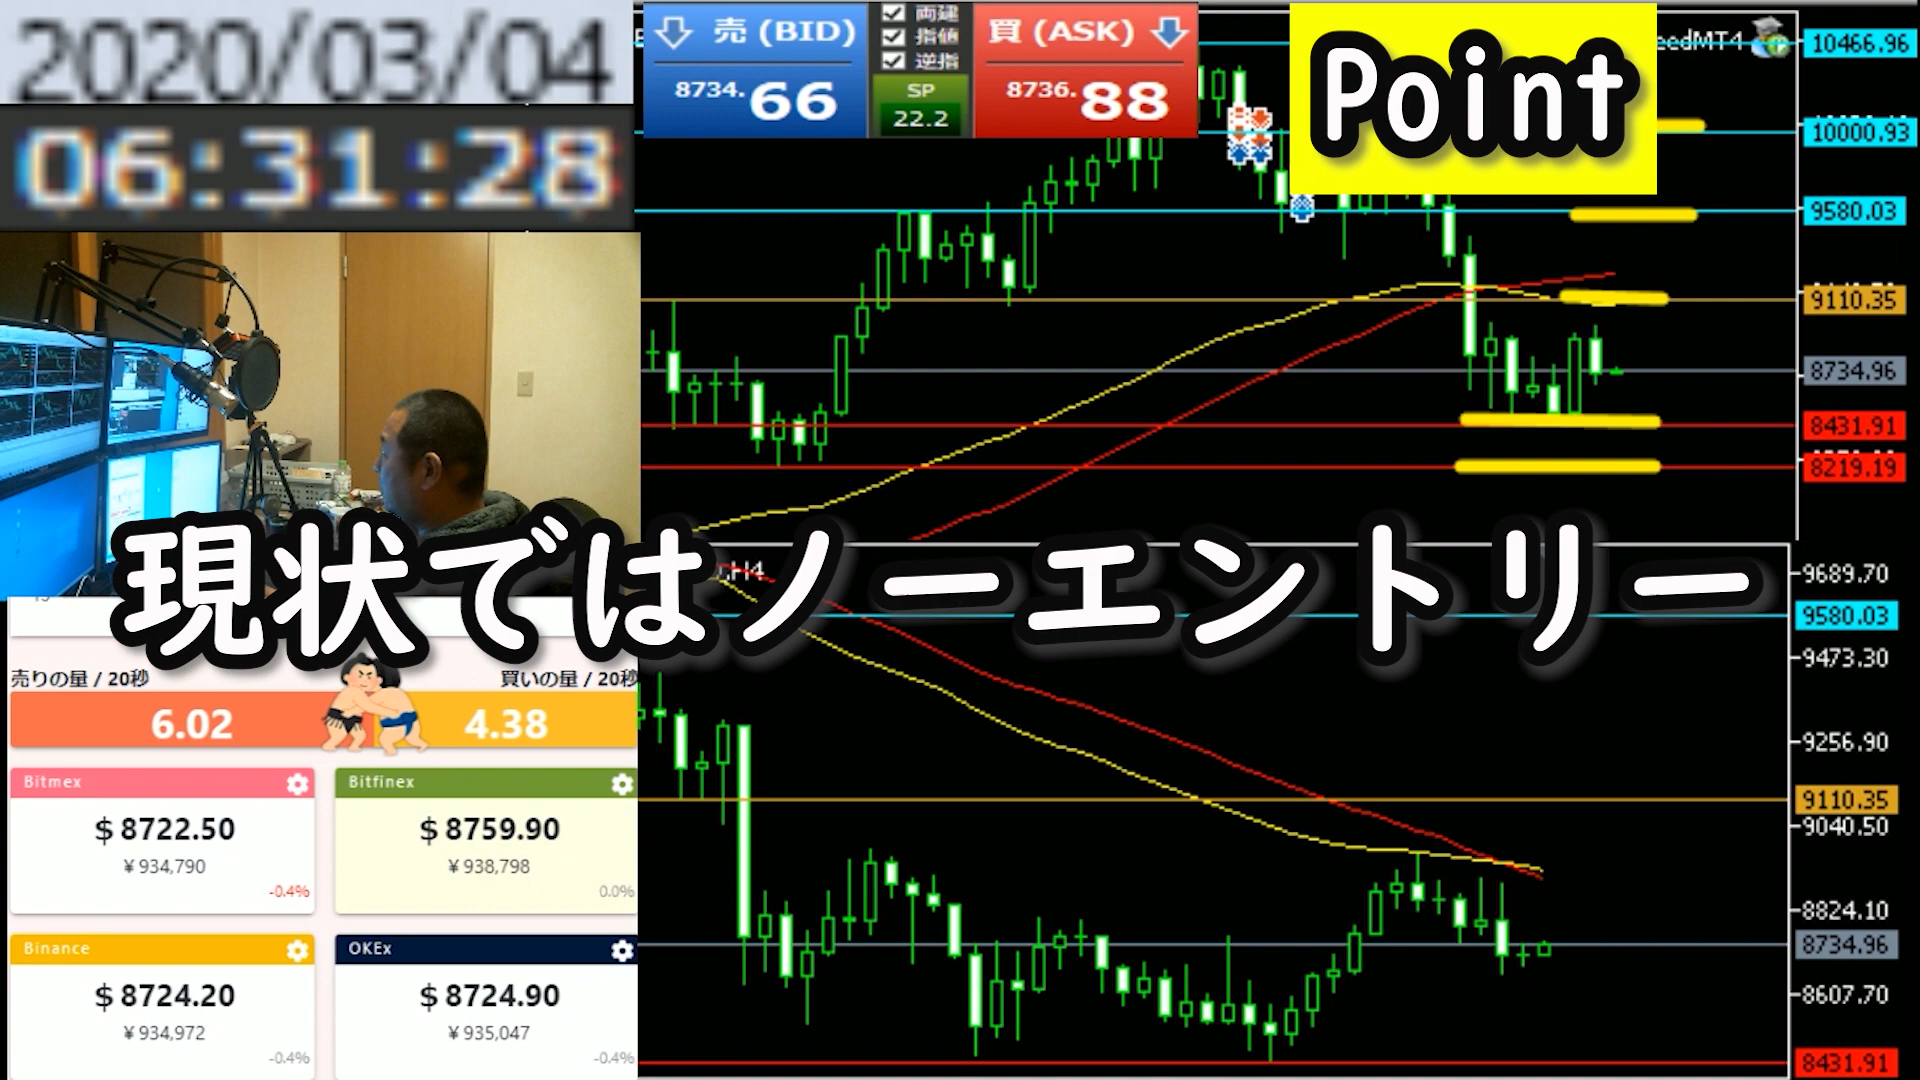 2020/03/04
06:31:28
売 (BID)
8734.66
両建
指値
逆指
SP
22.2
買 (ASK)
8736.88
Point
eedMT4
10466.96
10000.93
9580.03
9110.35
8734.96
8431.91
8219.19
現状ではノーエントリー
H4
9689.70
9580.03
9473.30
9256.90
9110.35
9040.50
8824.10
8734.96
8607.70
8431.91
売りの量 / 20秒
買いの量 / 20秒
6.02
4.38
Bitmex
$ 8722.50
¥ 934,790
-0.4%
Bitfinex
$ 8759.90
¥ 938,798
0.0%
Binance
$ 8724.20
¥ 934,972
-0.4%
OKEx
$ 8724.90
¥ 935,047
-0.4%